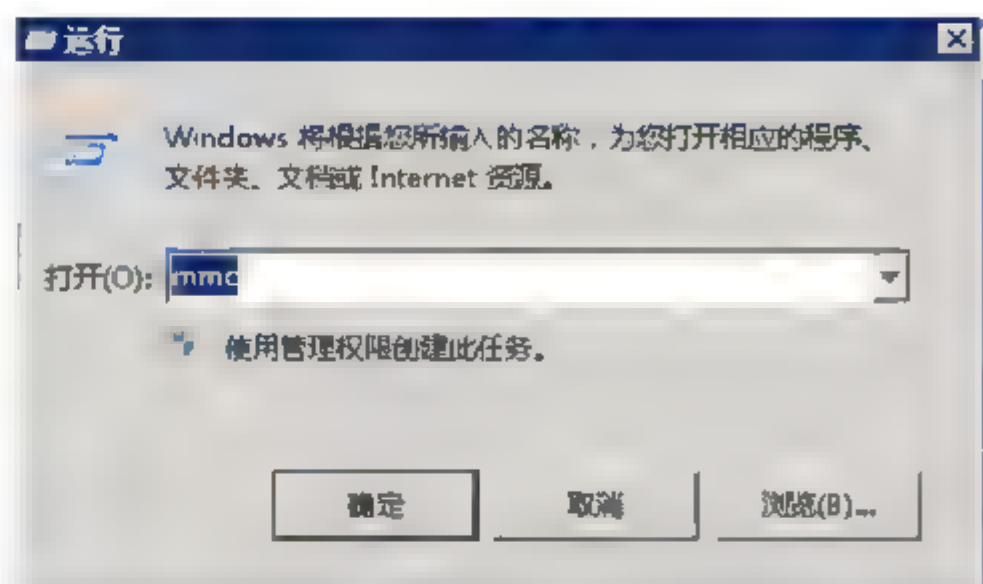 运行
Windows 将根据您所输入的名称，为您打开相应的程序、
文件夹、文档或 Internet 资源。
打开(O): mmc
使用管理权限创建此任务。
确定 取消 浏览(B)...